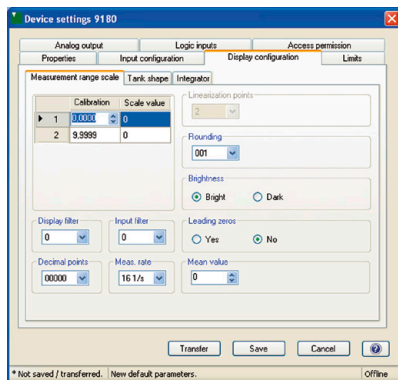 Device settings 9180
Analog output Logic inputs Access permission
Properties Input configuration Display configuration Limits
Measurement range scale Tank shape Integrator
Calibration Scale value
1 0,0000 0
2 9,9999 0
Linearization points
2
Rounding
001
Brightness
Bright Dark
Display filter Input filter Leading zeros
0 0 Yes No
Decimal points Meas. rate Mean value
00000 16 1/s 0
Transfer Save Cancel
* Not saved / transferred. New default parameters. Offline